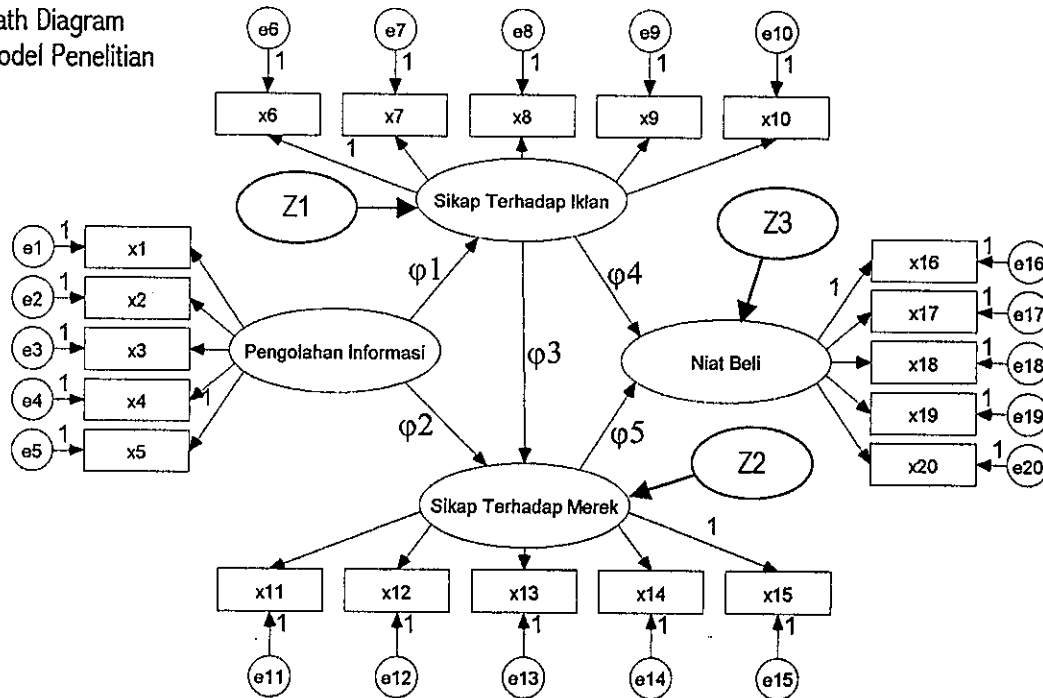 ath Diagram
odel Penelitian
e6 e7 e8 e9 e10
1 1 1 1 1
x6 x7 x8 x9 x10
1
Sikap Terhadap Iklan
Z1
Z3
φ1
φ4
e1 1 x1
e2 1 x2
e3 1 x3
e4 1 x4 1
e5 1 x5
Pengolahan Informasi
φ3
Niat Beli
1
x16 1 e16
x17 1 e17
x18 1 e18
x19 1 e19
x20 1 e20
φ2
φ5
Z2
Sikap Terhadap Merek
1
x11 x12 x13 x14 x15
1 1 1 1 1
e11 e12 e13 e14 e15